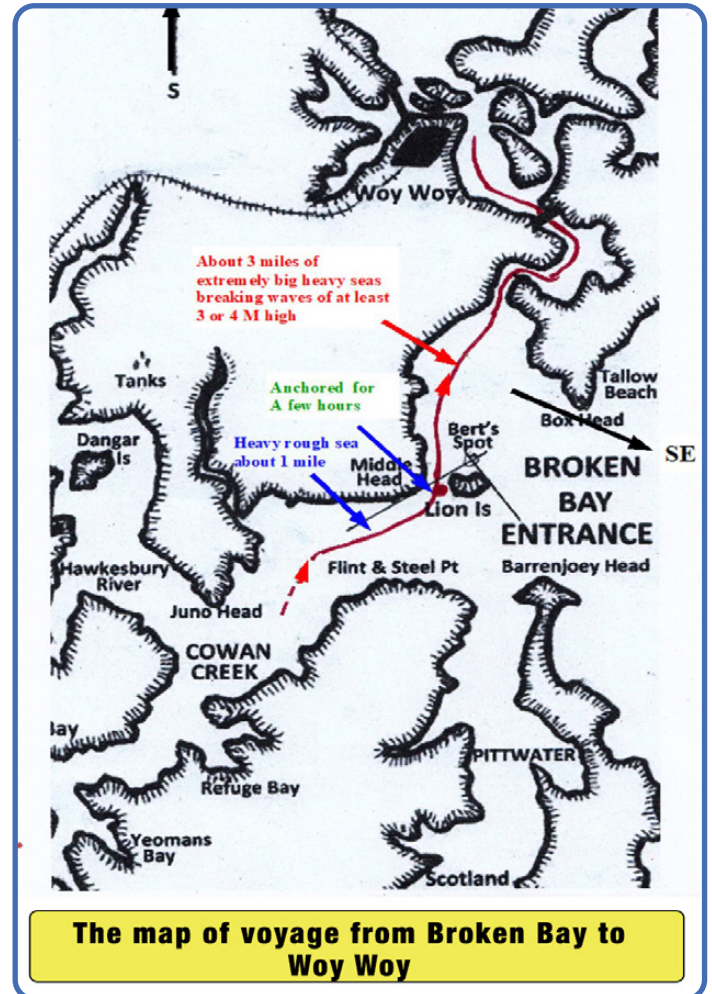 S
Woy Woy
About 3 miles of
extremely big heavy seas
breaking waves of at least
3 or 4 M high
Tanks
Anchored for
A few hours
Tallow
Beach
Box Head
SE
Dangar
Is
Heavy rough sea
about 1 mile
Bert's
Spot
Middle
Head
BROKEN
BAY
ENTRANCE
Lion Is
Hawkesbury
River
Flint & Steel Pt
Barrenjoey Head
Juno Head
COWAN
CREEK
Bay
PITTWATER
Refuge Bay
Yeomans
Bay
Scotland
The map of voyage from Broken Bay to
Woy Woy